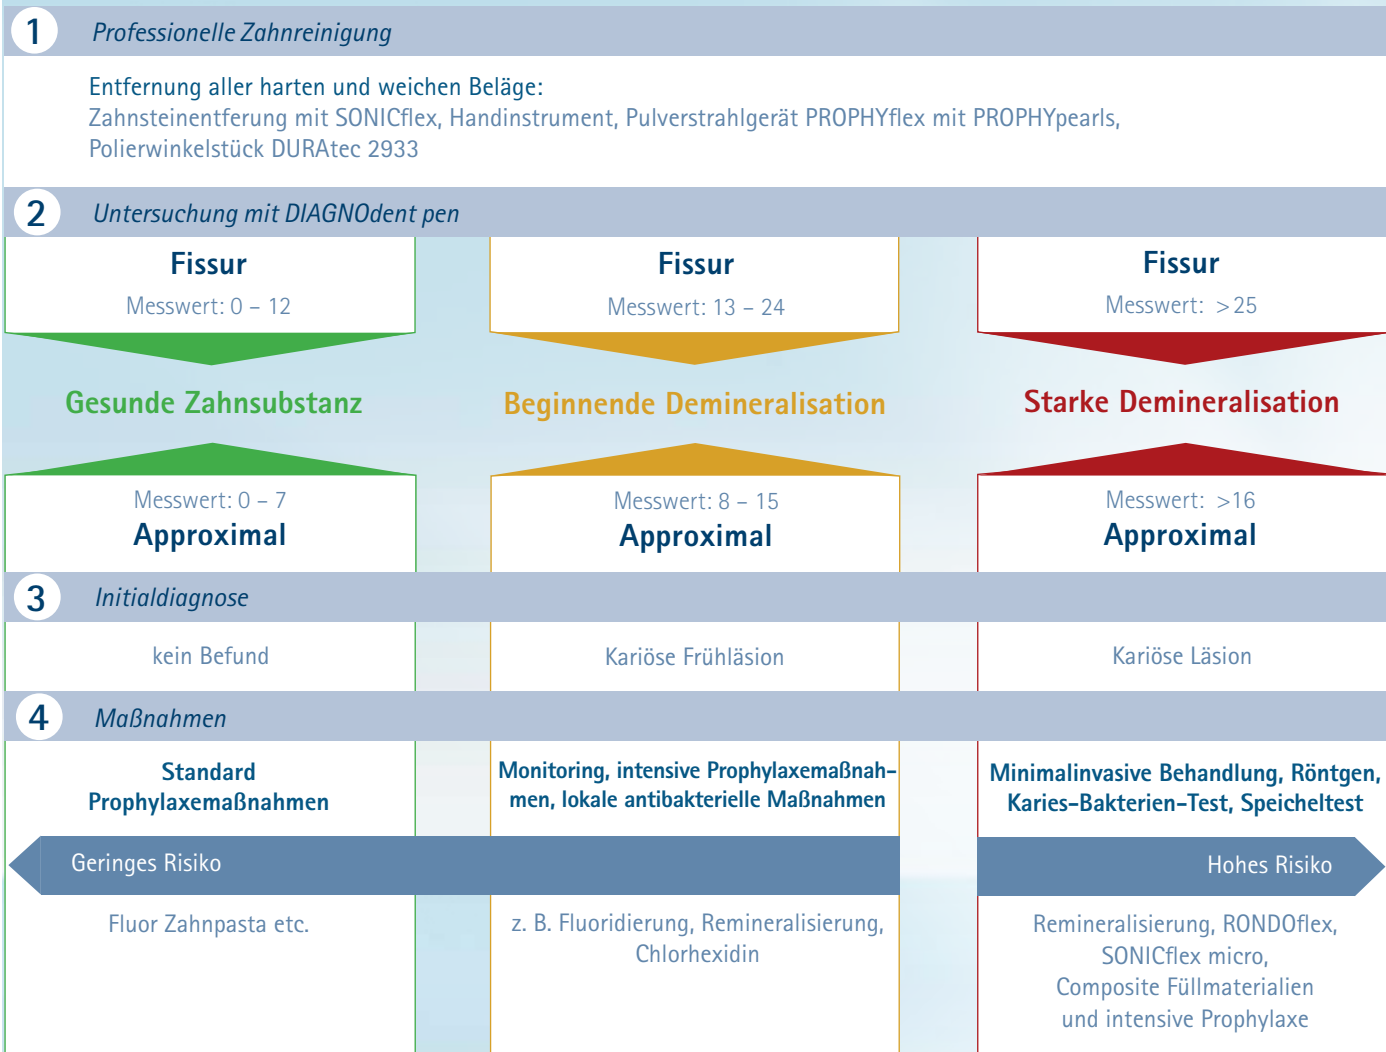 1
Professionelle Zahnreinigung
Entfernung aller harten und weichen Beläge:
Zahnsteinentferung mit SONICflex, Handinstrument, Pulverstrahlgerät PROPHYflex mit PROPHYpearls,
Polierwinkelstück DURAtec 2933
2
Untersuchung mit DIAGNOdent pen
Fissur
Messwert: 0 – 12
Gesunde Zahnsubstanz
Messwert: 0 – 7
Approximal
Fissur
Messwert: 13 – 24
Beginnende Demineralisation
Messwert: 8 – 15
Approximal
Fissur
Messwert: >25
Starke Demineralisation
Messwert: >16
Approximal
3
Initialdiagnose
kein Befund
Kariöse Frühläsion
Kariöse Läsion
4
Maßnahmen
Standard
Prophylaxemaßnahmen
Monitoring, intensive Prophylaxemaßnah-
men, lokale antibakterielle Maßnahmen
Minimalinvasive Behandlung, Röntgen,
Karies-Bakterien-Test, Speicheltest
Geringes Risiko
Hohes Risiko
Fluor Zahnpasta etc.
z. B. Fluoridierung, Remineralisierung,
Chlorhexidin
Remineralisierung, RONDOflex,
SONICflex micro,
Composite Füllmaterialien
und intensive Prophylaxe